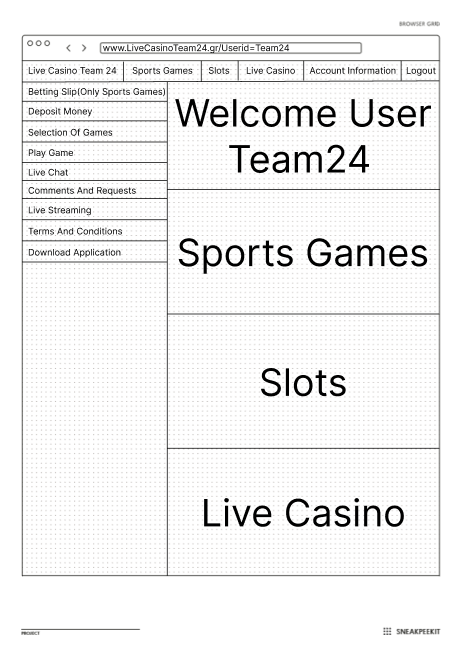 BROWSER GRID
www.LiveCasinoTeam24.gr/Userid=Team24
Live Casino Team 24 Sports Games Slots Live Casino Account Information Logout
Betting Slip(Only Sports Games)
Deposit Money
Selection Of Games
Play Game
Live Chat
Comments And Requests
Live Streaming
Terms And Conditions
Download Application
Welcome User
Team24
Sports Games
Slots
Live Casino
PROJECT
SNEAKPEEKIT